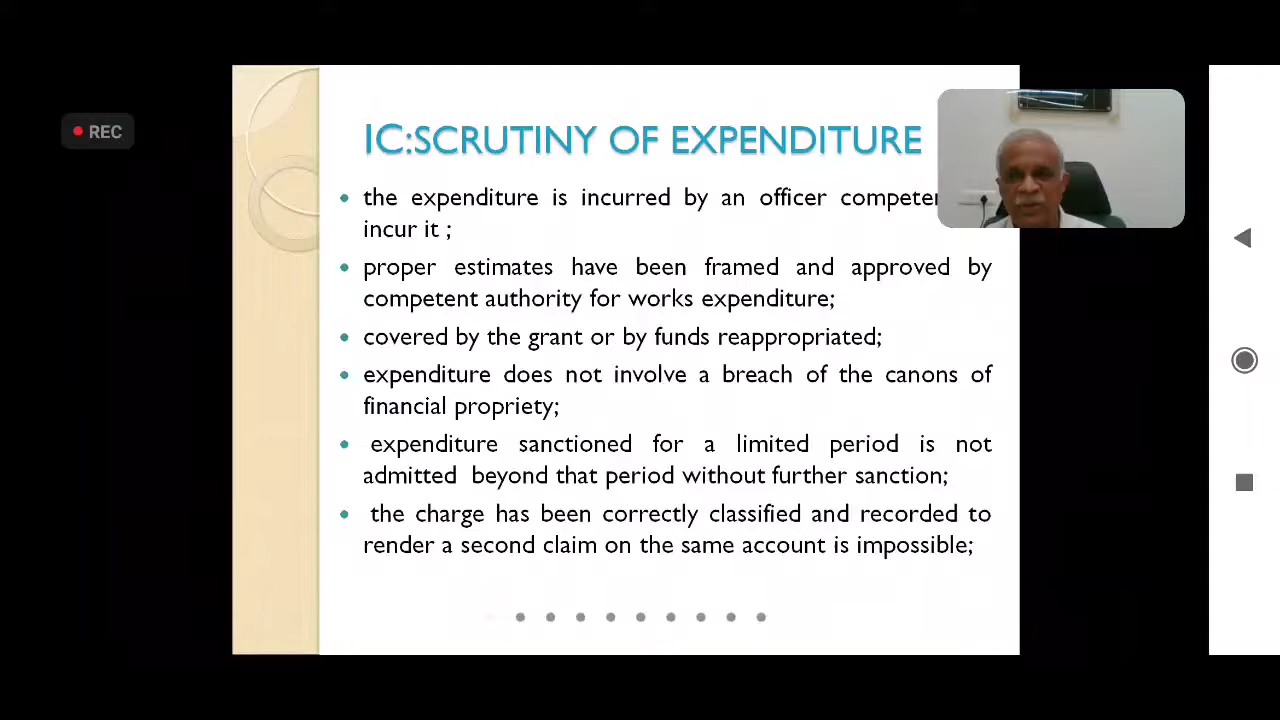 REC
IC:SCRUTINY OF EXPENDITURE
• the expenditure is incurred by an officer
incur it ;
• proper estimates have been framed and approved by
competent authority for works expenditure;
• covered by the grant or by funds reappropriated;
• expenditure does not involve a breach of the canons of
financial propriety;
• expenditure sanctioned for a limited period is not
admitted beyond that period without further sanction;
• the charge has been correctly classified and recorded to
render a second claim on the same account is impossible;